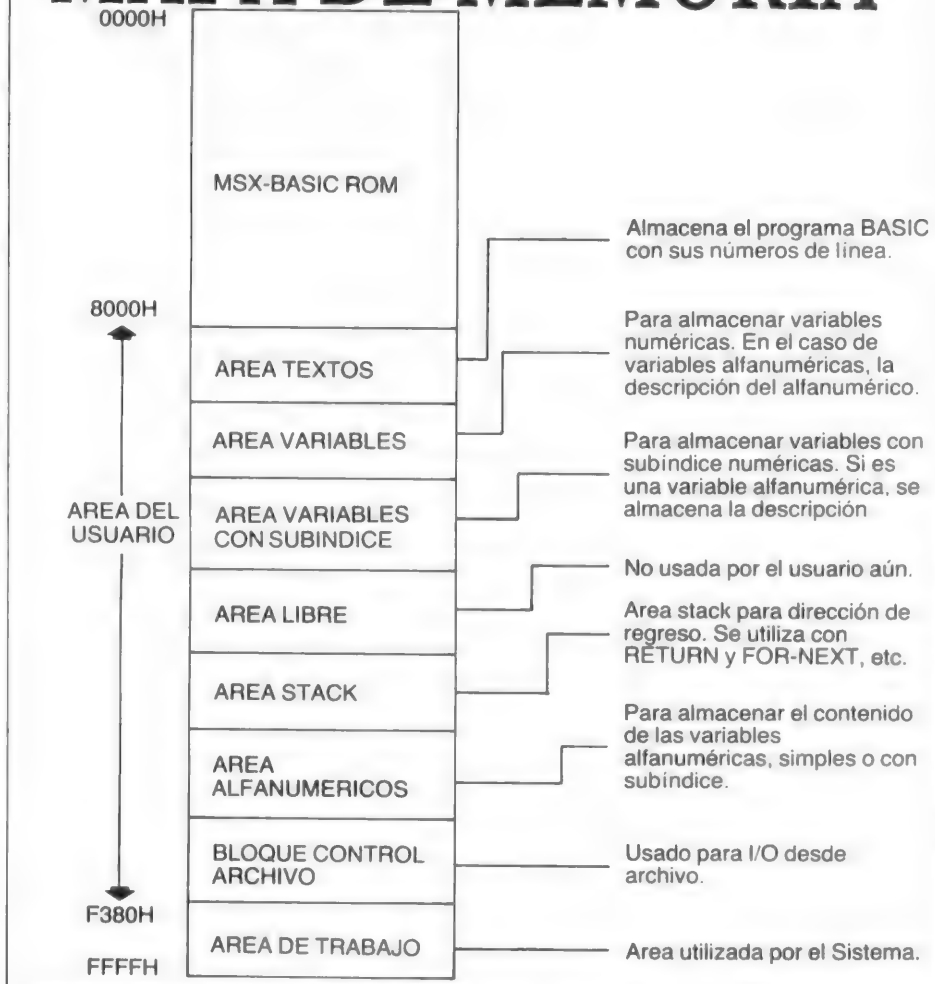 0000H
MSX-BASIC ROM
8000H
AREA DEL
USUARIO
F380H
FFFFH
AREA TEXTOS
AREA VARIABLES
AREA VARIABLES
CON SUBINDICE
AREA LIBRE
AREA STACK
AREA
ALFANUMERICOS
BLOQUE CONTROL
ARCHIVO
AREA DE TRABAJO
Almacena el programa BASIC
con sus números de línea.
Para almacenar variables
numéricas. En el caso de
variables alfanuméricas, la
descripción del alfanumérico.
Para almacenar variables con
subíndice numéricas. Si es
una variable alfanumérica, se
almacena la descripción
No usada por el usuario aún.
Area stack para dirección de
regreso. Se utiliza con
RETURN y FOR-NEXT, etc.
Para almacenar el contenido
de las variables
alfanuméricas, simples o con
subíndice.
Usado para I/O desde
archivo.
Area utilizada por el Sistema.